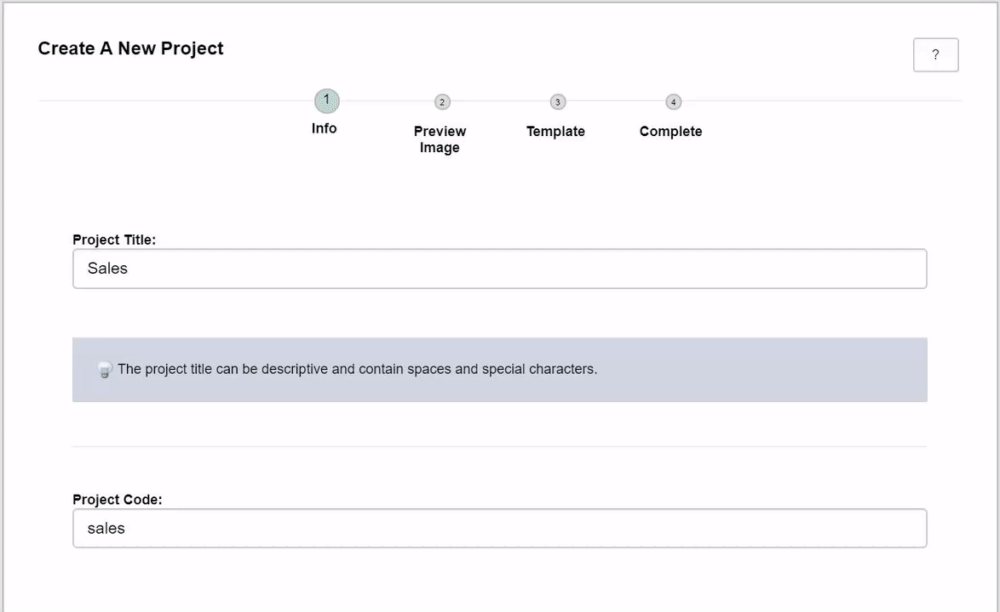 Create A New Project
?
1
2
3
4
Info
Preview
Image
Template
Complete
Project Title:
Sales
The project title can be descriptive and contain spaces and special characters.
Project Code:
sales